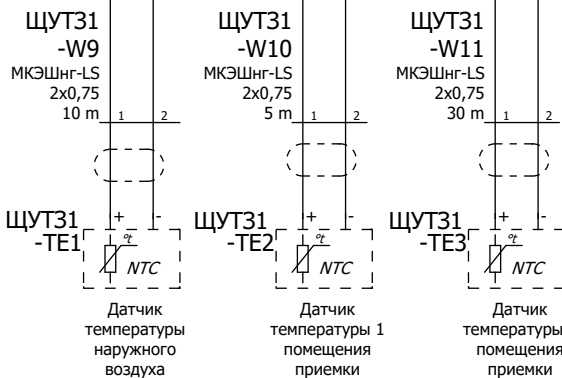 ЩУТ31
-W9
МКЭШнг-LS
2x0,75
10 m
1 2
ЩУТ31
-TE1
+ -
°t
NTC
Датчик
температуры
наружного
воздуха
ЩУТ31
-W10
МКЭШнг-LS
2x0,75
5 m
1 2
ЩУТ31
-TE2
+ -
°t
NTC
Датчик
температуры 1
помещения
приемки
ЩУТ31
-W11
МКЭШнг-LS
2x0,75
30 m
1 2
ЩУТ31
-TE3
+ -
°t
NTC
Датчик
температуры
помещения
приемки